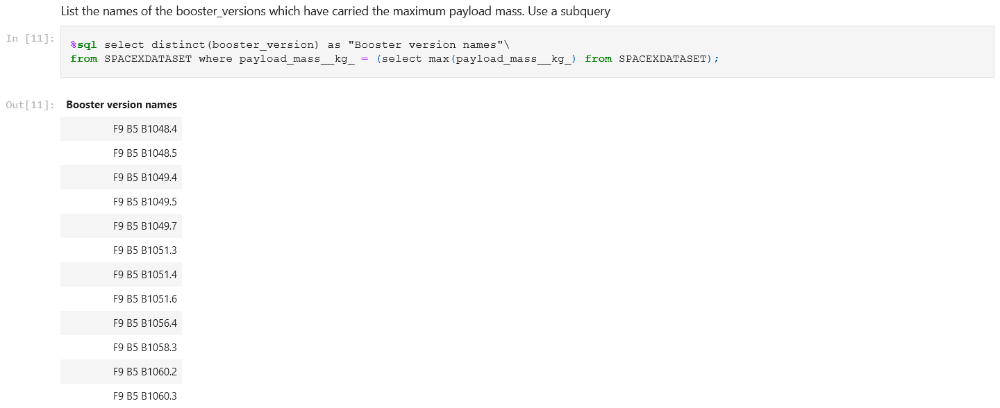 List the names of the booster_versions which have carried the maximum payload mass. Use a subquery
In [11]:
%sql select distinct(booster_version) as "Booster version names"\
from SPACEXDATASET where payload_mass__kg_ = (select max(payload_mass__kg_) from SPACEXDATASET);
Out[11]:
Booster version names
F9 B5 B1048.4
F9 B5 B1048.5
F9 B5 B1049.4
F9 B5 B1049.5
F9 B5 B1049.7
F9 B5 B1051.3
F9 B5 B1051.4
F9 B5 B1051.6
F9 B5 B1056.4
F9 B5 B1058.3
F9 B5 B1060.2
F9 B5 B1060.3